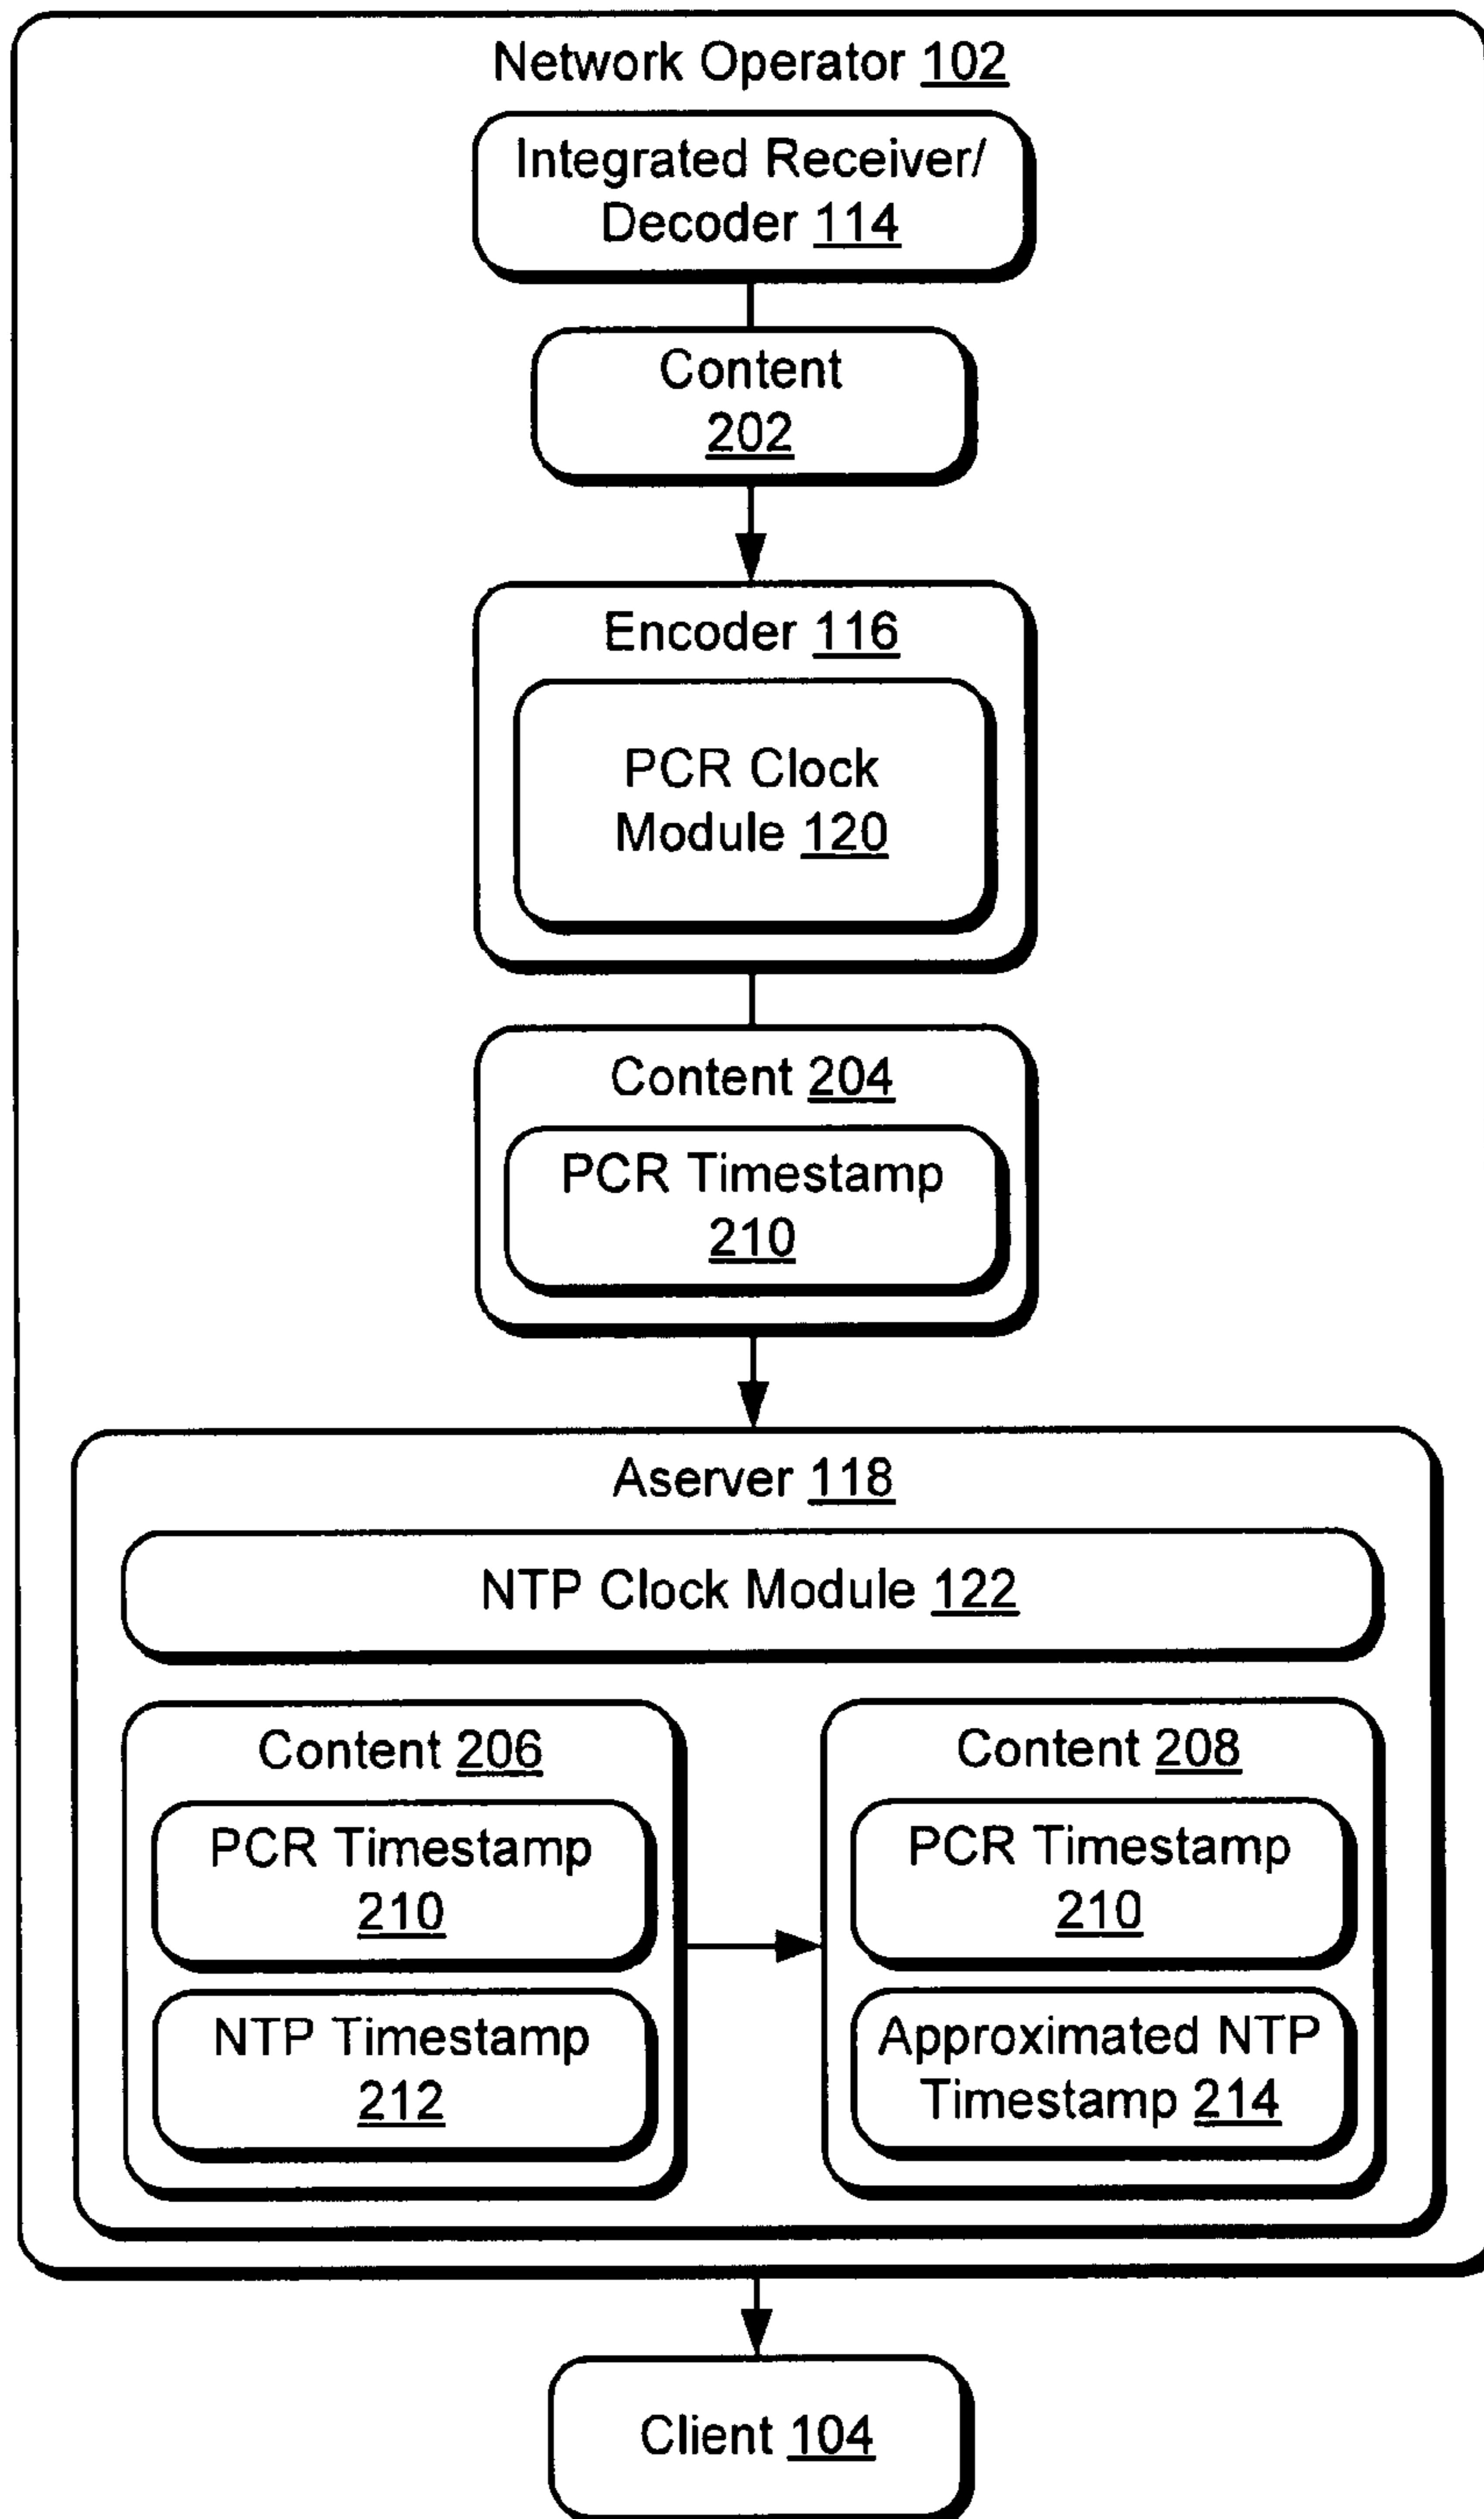 Network Operator 102
Integrated Receiver/
Decoder 114
Content
202
Encoder 116
PCR Clock
Module 120
Content 204
PCR Timestamp
210
Aserver 118
NTP Clock Module 122
Content 206
PCR Timestamp
210
NTP Timestamp
212
Content 208
PCR Timestamp
210
Approximated NTP
Timestamp 214
Client 104